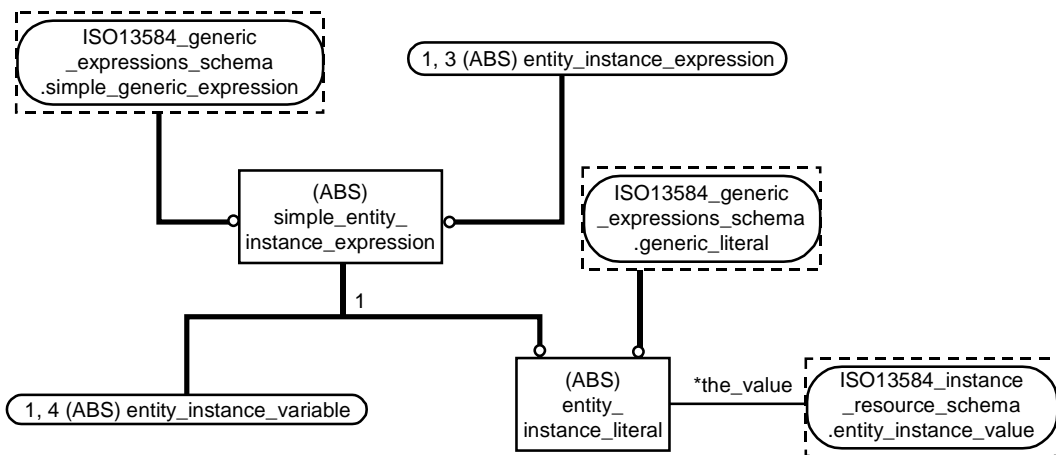 ISO13584_generic
_expressions_schema
.simple_generic_expression
1, 3 (ABS) entity_instance_expression
(ABS)
simple_entity_
instance_expression
ISO13584_generic
_expressions_schema
.generic_literal
1
1, 4 (ABS) entity_instance_variable
(ABS)
entity_
instance_literal
*the_value
ISO13584_instance
_resource_schema
.entity_instance_value